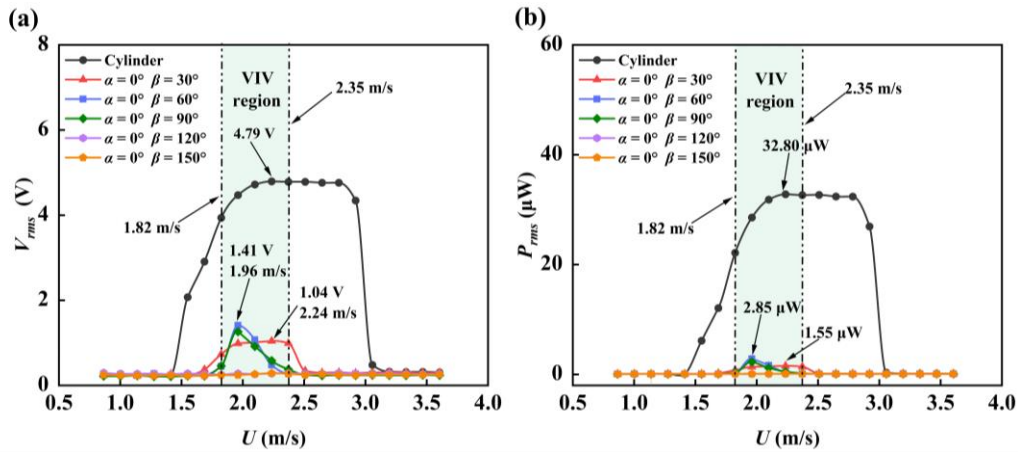 (a)
8
6
4
2
0
V_rms (V)
Cylinder
α = 0° β = 30°
α = 0° β = 60°
α = 0° β = 90°
α = 0° β = 120°
α = 0° β = 150°
VIV
region
2.35 m/s
4.79 V
1.82 m/s
1.41 V
1.96 m/s
1.04 V
2.24 m/s
0.5 1.0 1.5 2.0 2.5 3.0 3.5 4.0
U (m/s)
(b)
60
40
20
0
P_rms (μW)
Cylinder
α = 0° β = 30°
α = 0° β = 60°
α = 0° β = 90°
α = 0° β = 120°
α = 0° β = 150°
VIV
region
2.35 m/s
32.80 μW
1.82 m/s
2.85 μW
1.55 μW
0.5 1.0 1.5 2.0 2.5 3.0 3.5 4.0
U (m/s)